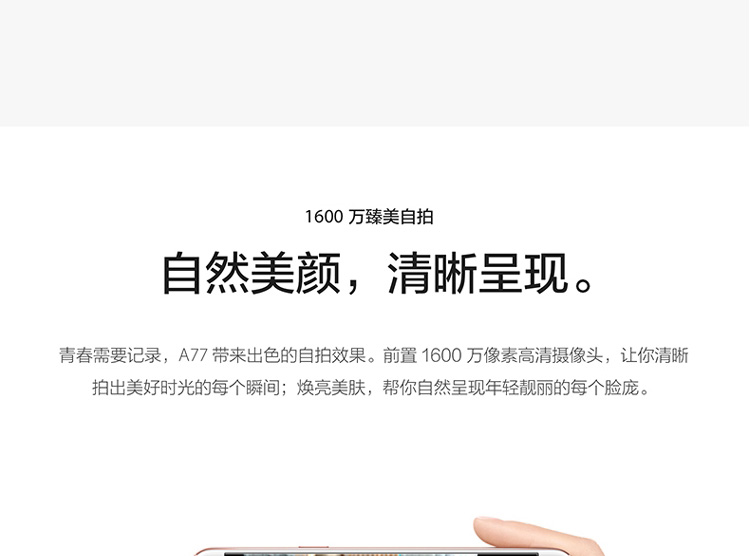 1600 万臻美自拍
自然美颜，清晰呈现。
青春需要记录，A77 带来出色的自拍效果。前置 1600 万像素高清摄像头，让你清晰
拍出美好时光的每个瞬间；焕亮美肤，帮你自然呈现年轻靓丽的每个脸庞。